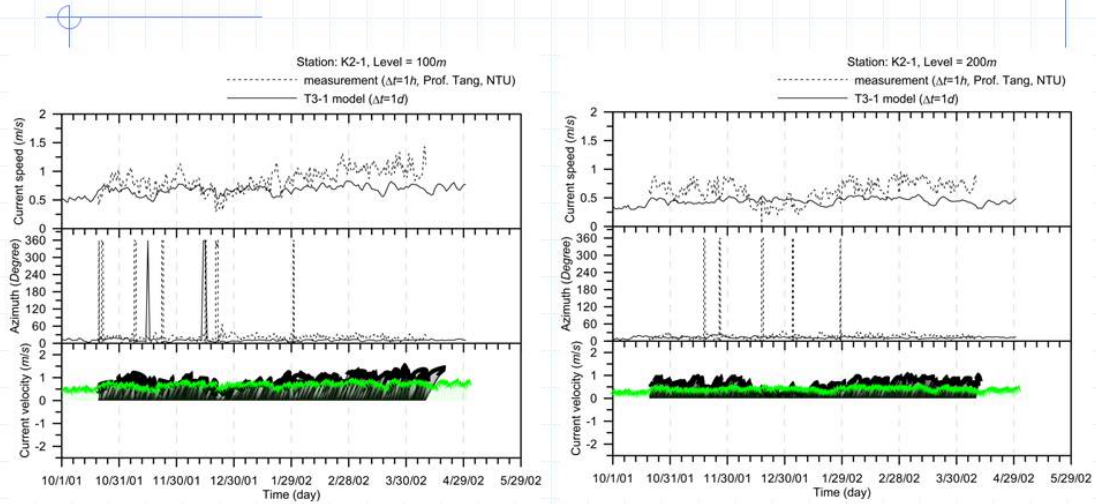 Station: K2-1, Level = 100m
measurement (Δt=1h, Prof. Tang, NTU)
T3-1 model (Δt=1d)
Current speed (m/s)
2
1.5
1
0.5
0
Azimuth (Degree)
360
300
240
180
120
60
0
Current velocity (m/s)
2
1
0
-1
-2
10/1/01 10/31/01 11/30/01 12/30/01 1/29/02 2/28/02 3/30/02 4/29/02 5/29/02
Time (day)
Station: K2-1, Level = 200m
measurement (Δt=1h, Prof. Tang, NTU)
T3-1 model (Δt=1d)
Current speed (m/s)
2
1.5
1
0.5
0
Azimuth (Degree)
360
300
240
180
120
60
0
Current velocity (m/s)
2
1
0
-1
-2
10/1/01 10/31/01 11/30/01 12/30/01 1/29/02 2/28/02 3/30/02 4/29/02 5/29/02
Time (day)